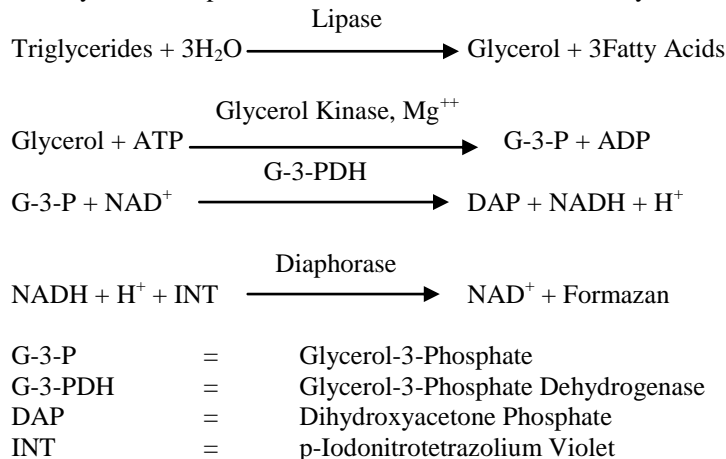 Lipase
Triglycerides + 3H₂O Glycerol + 3Fatty Acids
Glycerol Kinase, Mg⁺⁺
Glycerol + ATP G-3-P + ADP
G-3-PDH
G-3-P + NAD⁺ DAP + NADH + H⁺
Diaphorase
NADH + H⁺ + INT NAD⁺ + Formazan
G-3-P = Glycerol-3-Phosphate
G-3-PDH = Glycerol-3-Phosphate Dehydrogenase
DAP = Dihydroxyacetone Phosphate
INT = p-Iodonitrotetrazolium Violet